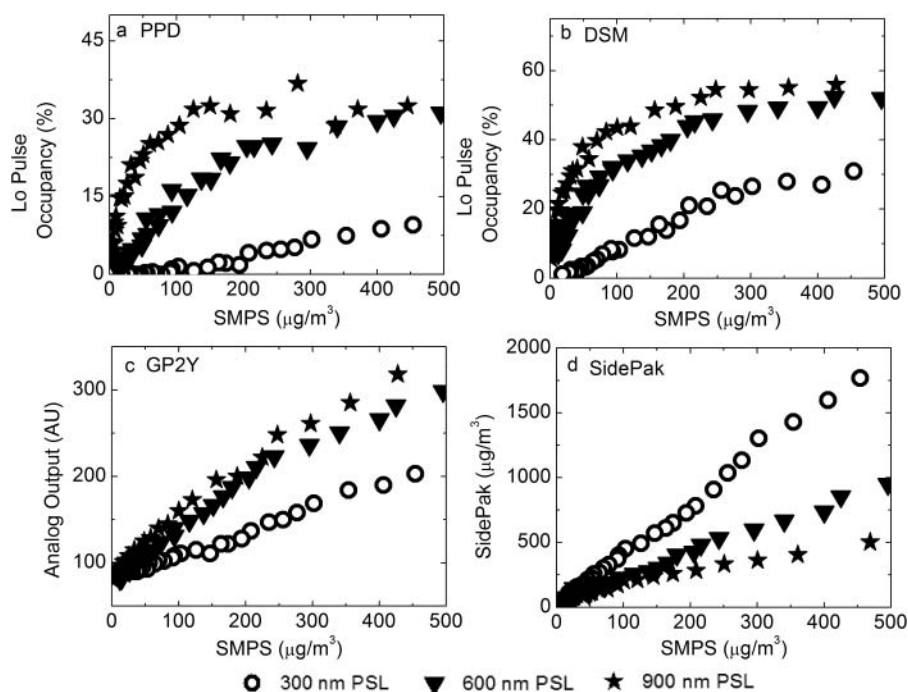 a PPD
45
30
15
0
Lo Pulse
Occupancy (%)
0 100 200 300 400 500
SMPS (μg/m³)
b DSM
60
40
20
0
Lo Pulse
Occupancy (%)
0 100 200 300 400 500
SMPS (μg/m³)
c GP2Y
300
200
100
Analog Output (AU)
0 100 200 300 400 500
SMPS (μg/m³)
d SidePak
2000
1500
1000
500
0
SidePak (μg/m³)
0 100 200 300 400 500
SMPS (μg/m³)
300 nm PSL 600 nm PSL 900 nm PSL